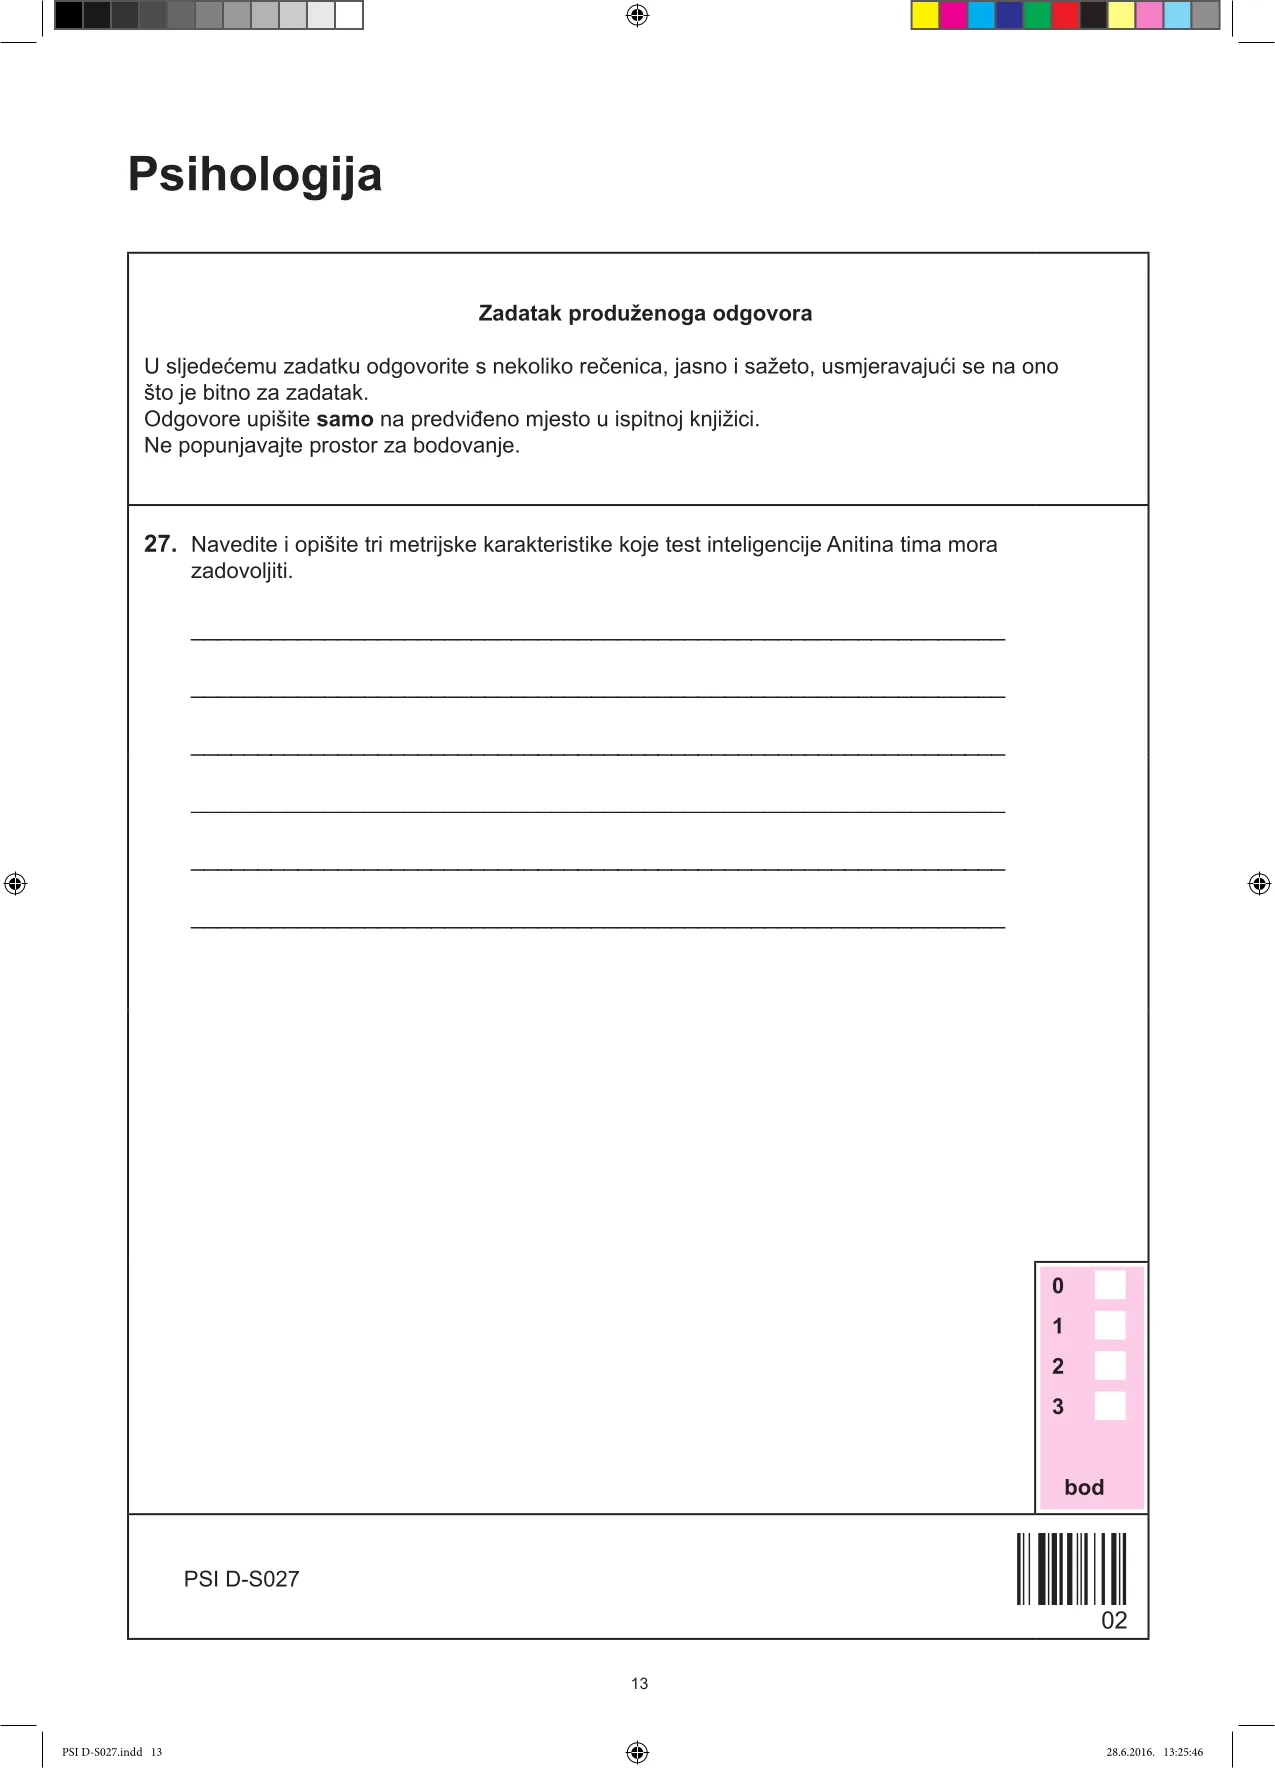 Psihologija
Zadatak produženoga odgovora
U sljedećemu zadatku odgovorite s nekoliko rečenica, jasno i sažeto, usmjeravajući se na ono
što je bitno za zadatak.
Odgovore upišite samo na predviđeno mjesto u ispitnoj knjižici.
Ne popunjavajte prostor za bodovanje.
27. Navedite i opišite tri metrijske karakteristike koje test inteligencije Anitina tima mora
zadovoljiti.
0
1
2
3
bod
PSI D-S027
02
13
PSI D-S027.indd 13
28.6.2016. 13:25:46